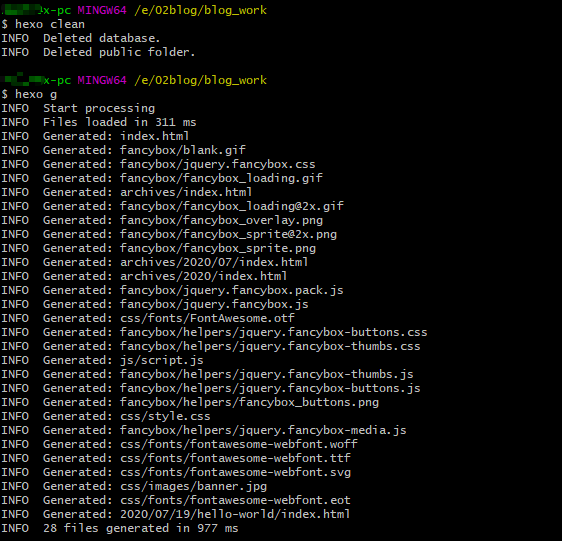 x-pc MINGW64 /e/02blog/blog_work
$ hexo clean
INFO  Deleted database.
INFO  Deleted public folder.
x-pc MINGW64 /e/02blog/blog_work
$ hexo g
INFO  Start processing
INFO  Files loaded in 311 ms
INFO  Generated: index.html
INFO  Generated: fancybox/blank.gif
INFO  Generated: fancybox/jquery.fancybox.css
INFO  Generated: fancybox/fancybox_loading.gif
INFO  Generated: archives/index.html
INFO  Generated: fancybox/fancybox_loading@2x.gif
INFO  Generated: fancybox/fancybox_overlay.png
INFO  Generated: fancybox/fancybox_sprite@2x.png
INFO  Generated: fancybox/fancybox_sprite.png
INFO  Generated: archives/2020/07/index.html
INFO  Generated: archives/2020/index.html
INFO  Generated: fancybox/jquery.fancybox.pack.js
INFO  Generated: fancybox/jquery.fancybox.js
INFO  Generated: css/fonts/FontAwesome.otf
INFO  Generated: fancybox/helpers/jquery.fancybox-buttons.css
INFO  Generated: fancybox/helpers/jquery.fancybox-thumbs.css
INFO  Generated: js/script.js
INFO  Generated: fancybox/helpers/jquery.fancybox-thumbs.js
INFO  Generated: fancybox/helpers/jquery.fancybox-buttons.js
INFO  Generated: fancybox/helpers/fancybox_buttons.png
INFO  Generated: css/style.css
INFO  Generated: fancybox/helpers/jquery.fancybox-media.js
INFO  Generated: css/fonts/fontawesome-webfont.woff
INFO  Generated: css/fonts/fontawesome-webfont.ttf
INFO  Generated: css/fonts/fontawesome-webfont.svg
INFO  Generated: css/images/banner.jpg
INFO  Generated: css/fonts/fontawesome-webfont.eot
INFO  Generated: 2020/07/19/hello-world/index.html
INFO  28 files generated in 977 ms